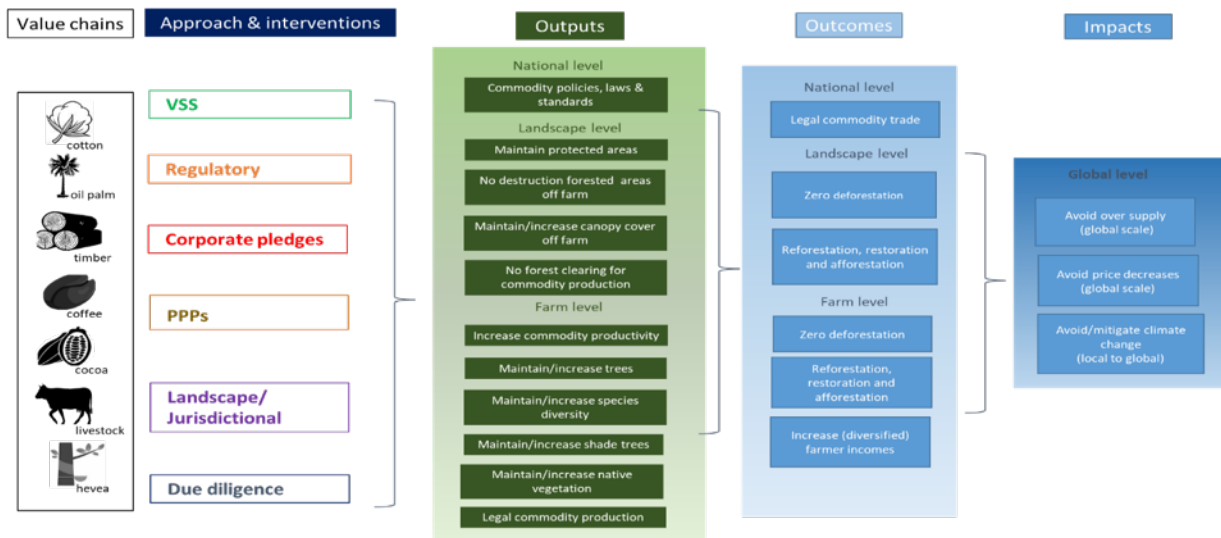 Value chains
Approach & interventions
Outputs
Outcomes
Impacts
cotton
oil palm
timber
coffee
cocoa
livestock
hevea
VSS
Regulatory
Corporate pledges
PPPs
Landscape/
Jurisdictional
Due diligence
National level
Commodity policies, laws &
standards
Landscape level
Maintain protected areas
No destruction forested areas
off farm
Maintain/increase canopy cover
off farm
No forest clearing for
commodity production
Farm level
Increase commodity productivity
Maintain/increase trees
Maintain/increase species
diversity
Maintain/increase shade trees
Maintain/increase native
vegetation
Legal commodity production
National level
Legal commodity trade
Landscape level
Zero deforestation
Reforestation, restoration
and afforestation
Farm level
Zero deforestation
Reforestation,
restoration and
afforestation
Increase (diversified)
farmer incomes
Global level
Avoid over supply
(global scale)
Avoid price decreases
(global scale)
Avoid/mitigate climate
change
(local to global)